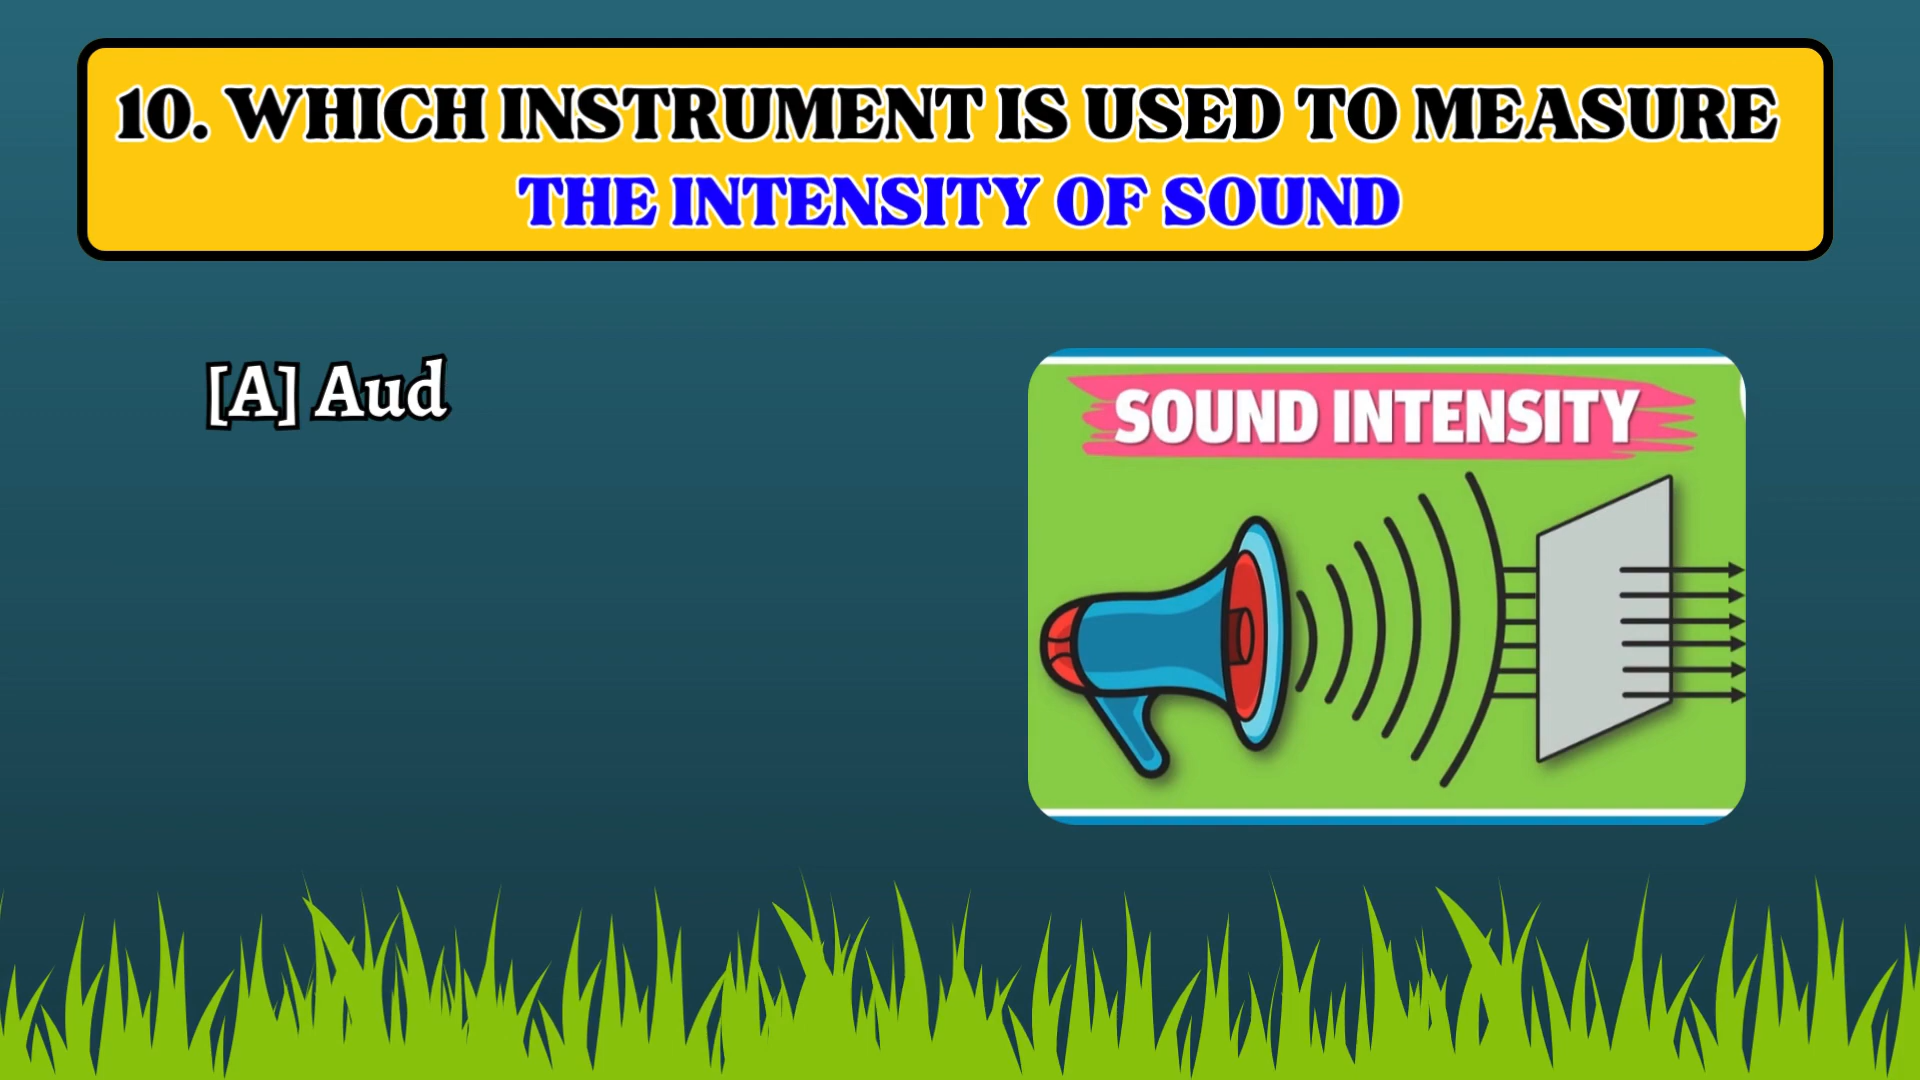 10. WHICH INSTRUMENT IS USED TO MEASURE
THE INTENSITY OF SOUND
[A] Aud
SOUND INTENSITY